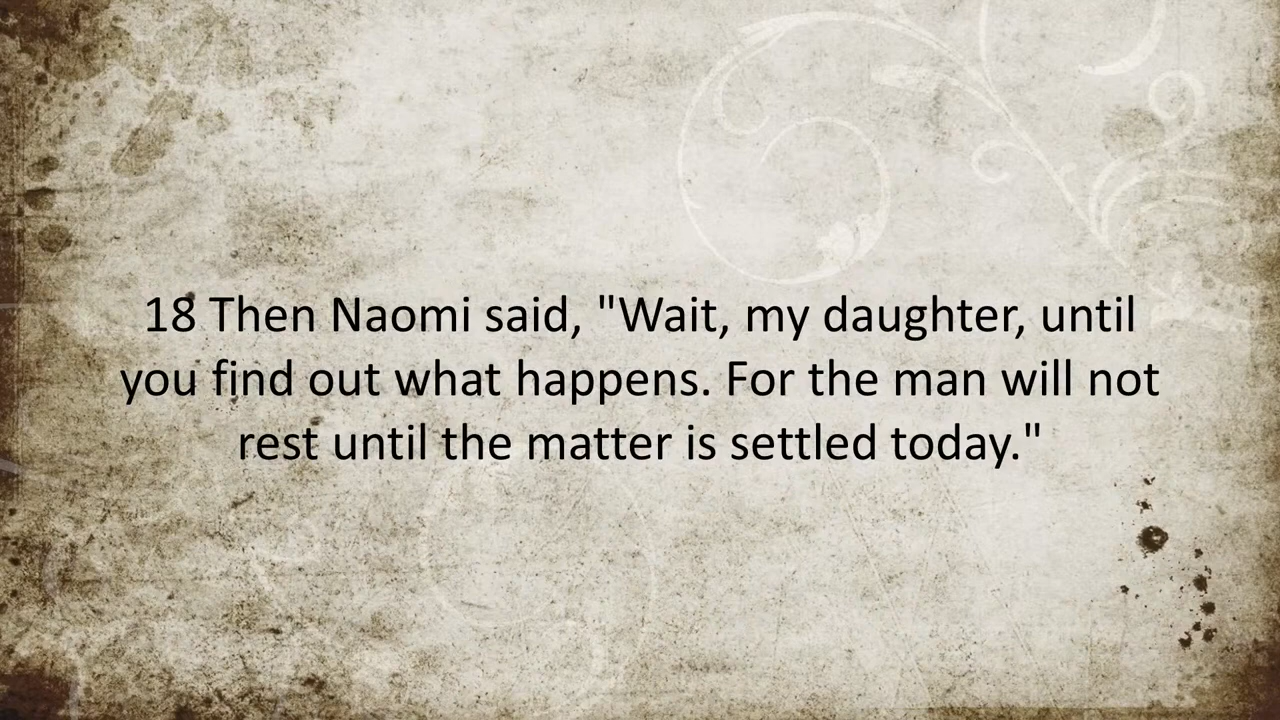 18 Then Naomi said, "Wait, my daughter, until
you find out what happens. For the man will not
rest until the matter is settled today."